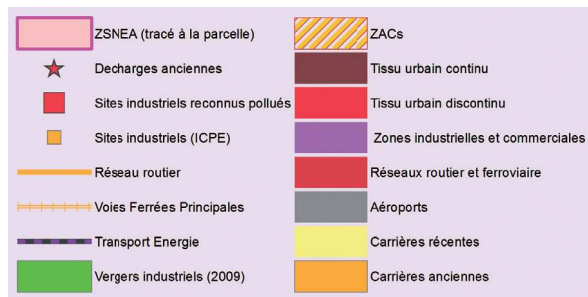 ZSNEA (tracé à la parcelle)
Decharges anciennes
Sites industriels reconnus pollués
Sites industriels (ICPE)
Réseau routier
Voies Ferrées Principales
Transport Energie
Vergers industriels (2009)
ZACs
Tissu urbain continu
Tissu urbain discontinu
Zones industrielles et commerciales
Réseaux routier et ferroviaire
Aéroports
Carrières récentes
Carrières anciennes